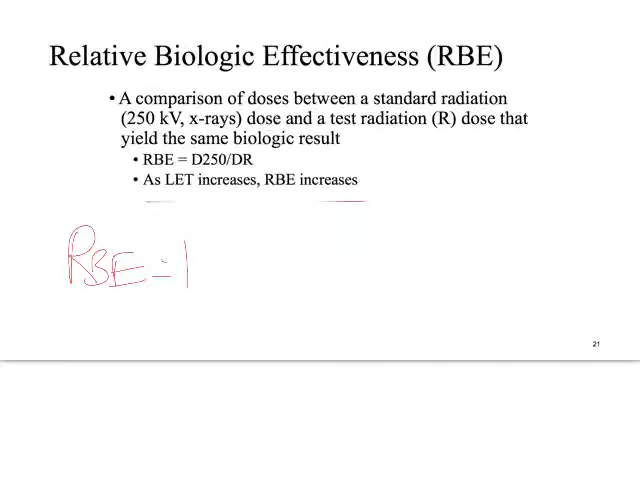 Relative Biologic Effectiveness (RBE)
• A comparison of doses between a standard radiation
(250 kV, x-rays) dose and a test radiation (R) dose that
yield the same biologic result
• RBE = D250/DR
• As LET increases, RBE increases
RBE = 1
21